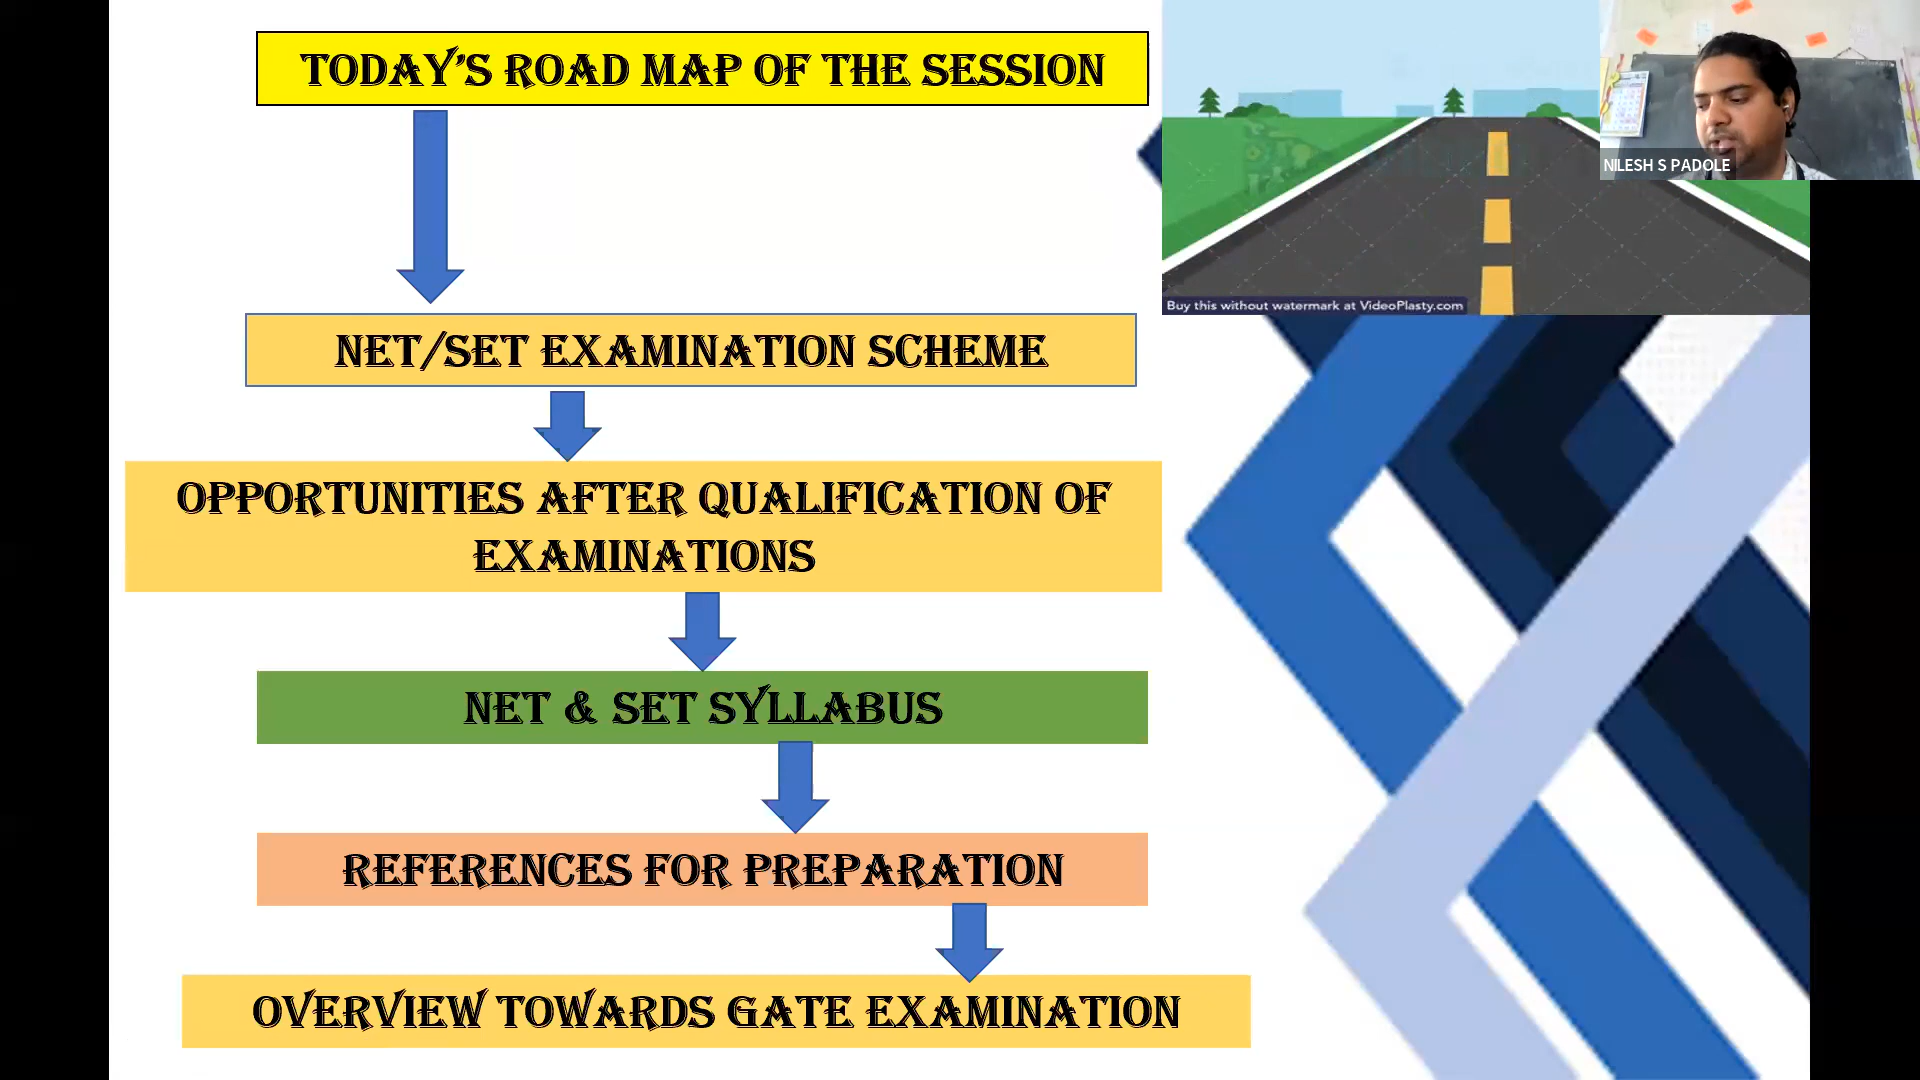 TODAY'S ROAD MAP OF THE SESSION
NILESH S PADOLE
Buy this without watermark at VideoPlasty.com
NET/SET EXAMINATION SCHEME
OPPORTUNITIES AFTER QUALIFICATION OF
EXAMINATIONS
NET & SET SYLLABUS
REFERENCES FOR PREPARATION
OVERVIEW TOWARDS GATE EXAMINATION